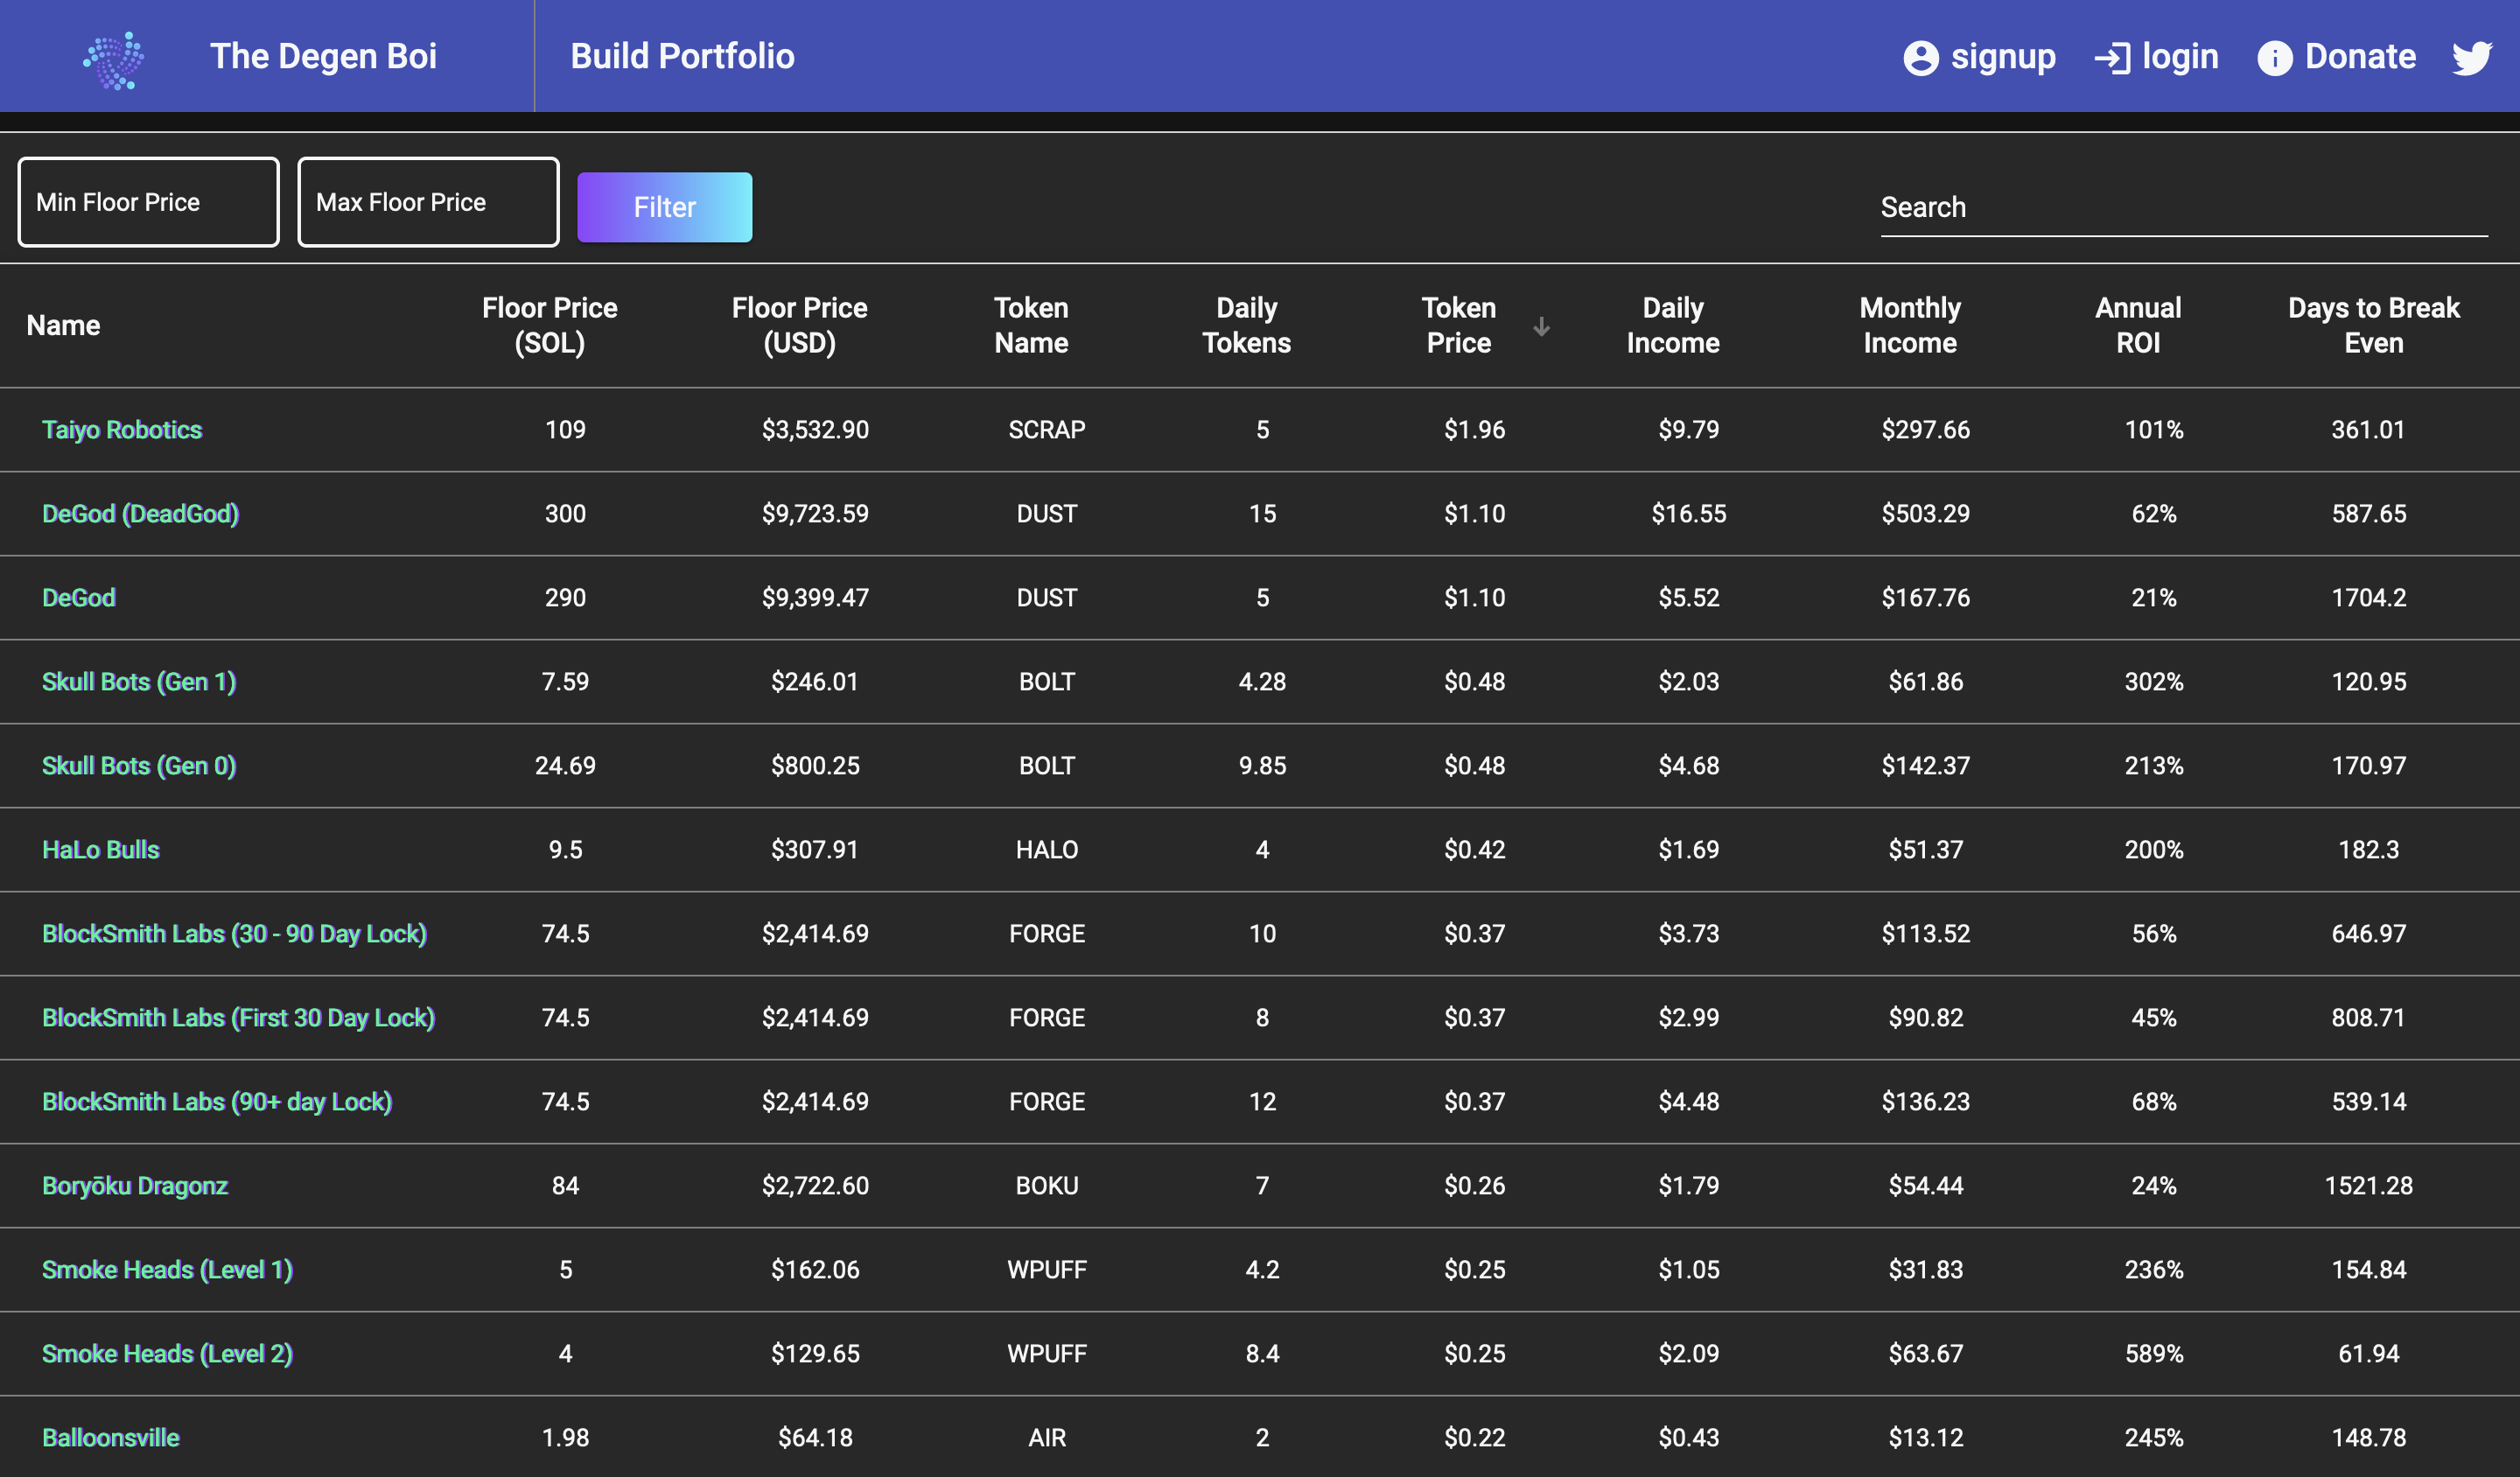 The Degen Boi Build Portfolio signup login Donate
Min Floor Price Max Floor Price Filter Search
Name Floor Price (SOL) Floor Price (USD) Token Name Daily Tokens Token Price Daily Income Monthly Income Annual ROI Days to Break Even
Taiyo Robotics 109 $3,532.90 SCRAP 5 $1.96 $9.79 $297.66 101% 361.01
DeGod (DeadGod) 300 $9,723.59 DUST 15 $1.10 $16.55 $503.29 62% 587.65
DeGod 290 $9,399.47 DUST 5 $1.10 $5.52 $167.76 21% 1704.2
Skull Bots (Gen 1) 7.59 $246.01 BOLT 4.28 $0.48 $2.03 $61.86 302% 120.95
Skull Bots (Gen 0) 24.69 $800.25 BOLT 9.85 $0.48 $4.68 $142.37 213% 170.97
HaLo Bulls 9.5 $307.91 HALO 4 $0.42 $1.69 $51.37 200% 182.3
BlockSmith Labs (30 - 90 Day Lock) 74.5 $2,414.69 FORGE 10 $0.37 $3.73 $113.52 56% 646.97
BlockSmith Labs (First 30 Day Lock) 74.5 $2,414.69 FORGE 8 $0.37 $2.99 $90.82 45% 808.71
BlockSmith Labs (90+ day Lock) 74.5 $2,414.69 FORGE 12 $0.37 $4.48 $136.23 68% 539.14
Boryōku Dragonz 84 $2,722.60 BOKU 7 $0.26 $1.79 $54.44 24% 1521.28
Smoke Heads (Level 1) 5 $162.06 WPUFF 4.2 $0.25 $1.05 $31.83 236% 154.84
Smoke Heads (Level 2) 4 $129.65 WPUFF 8.4 $0.25 $2.09 $63.67 589% 61.94
Balloonsville 1.98 $64.18 AIR 2 $0.22 $0.43 $13.12 245% 148.78